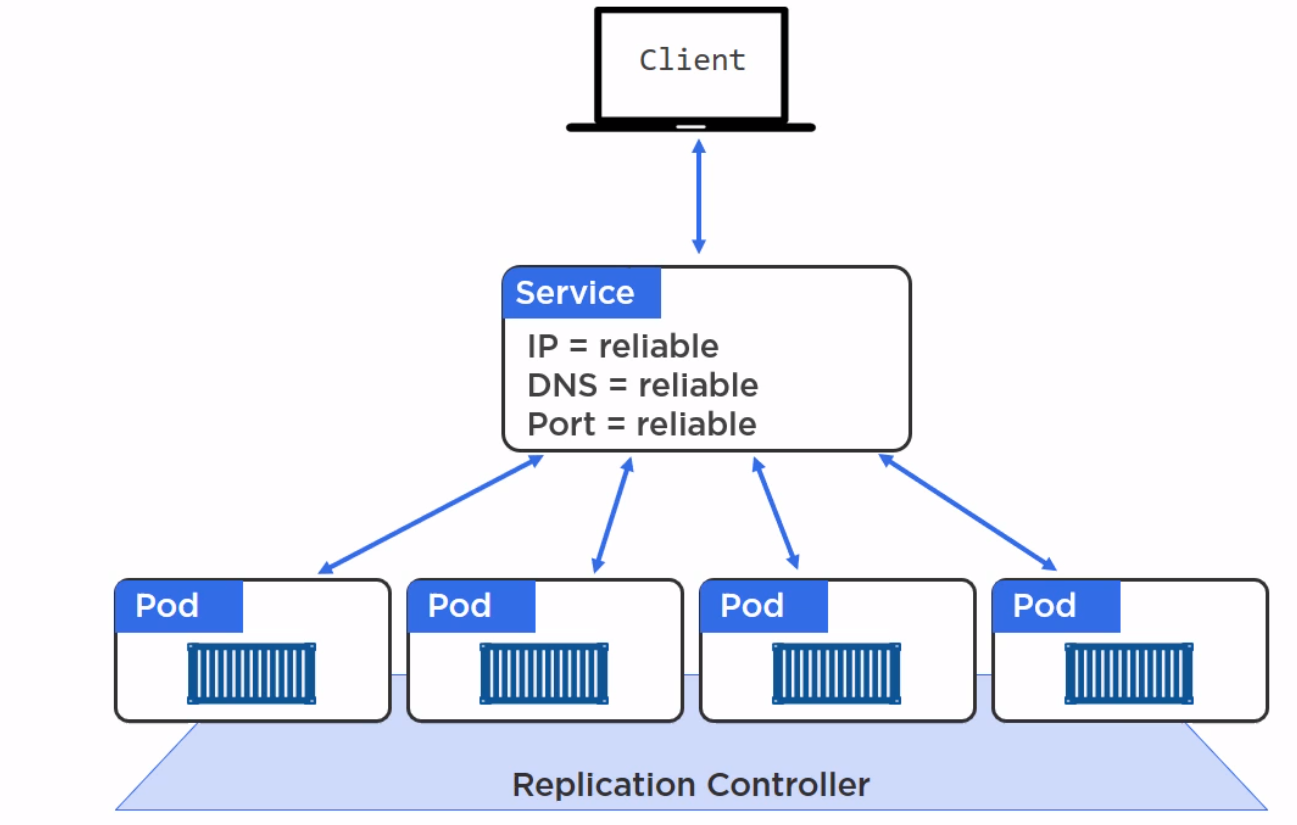 Client
Service
IP = reliable
DNS = reliable
Port = reliable
Pod
Pod
Pod
Pod
Replication Controller